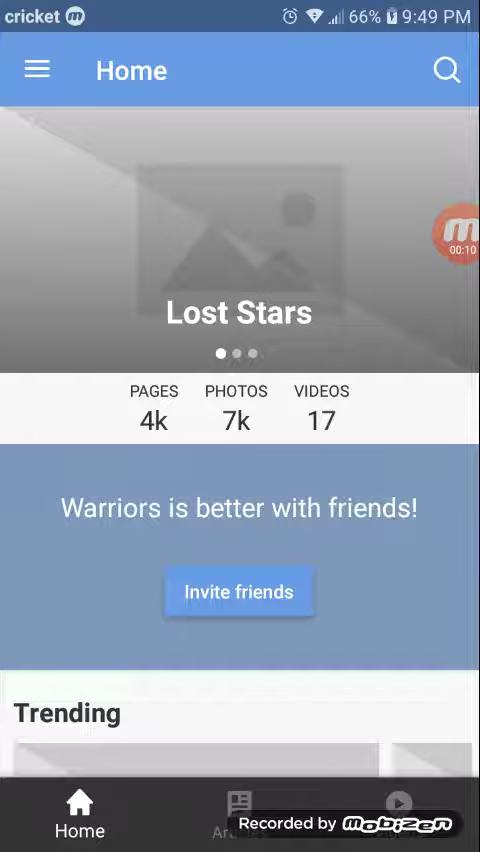 cricket m 66% 9:49 PM
Home
00:10
Lost Stars
PAGES PHOTOS VIDEOS
4k 7k 17
Warriors is better with friends!
Invite friends
Trending
Recorded by mobizen
Home